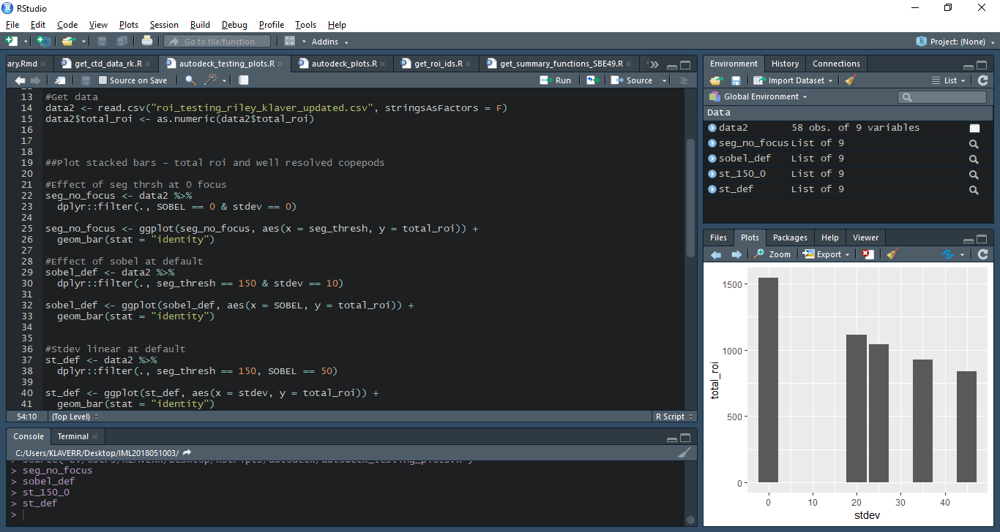 RStudio
File Edit Code View Plots Session Build Debug Profile Tools Help
Go to file/function Addins Project: (None)
ary.Rmd get_ctd_data_rk.R autodeck_testing_plots.R autodeck_plots.R get_roi_ids.R get_summary_functions_SBE49.R
Source on Save Run Source
13 #Get data
14 data2 <- read.csv("roi_testing_riley_klaver_updated.csv", stringsAsFactors = F)
15 data2$total_roi <- as.numeric(data2$total_roi)
16
17
18
19 ##Plot stacked bars - total roi and well resolved copepods
20
21 #Effect of seg thrsh at 0 focus
22 seg_no_focus <- data2 %>%
23 dplyr::filter(., SOBEL == 0 & stdev == 0)
24
25 seg_no_focus <- ggplot(seg_no_focus, aes(x = seg_thresh, y = total_roi)) +
26 geom_bar(stat = "identity")
27
28 #Effect of sobel at default
29 sobel_def <- data2 %>%
30 dplyr::filter(., seg_thresh == 150 & stdev == 10)
31
32 sobel_def <- ggplot(sobel_def, aes(x = SOBEL, y = total_roi)) +
33 geom_bar(stat = "identity")
34
35
36 #Stdev linear at default
37 st_def <- data2 %>%
38 dplyr::filter(., seg_thresh == 150, SOBEL == 50)
39
40 st_def <- ggplot(st_def, aes(x = stdev, y = total_roi)) +
41 geom_bar(stat = "identity")
54:10 (Top Level) R Script
Console Terminal
C:/Users/KLAVERR/Desktop/IML2018051003/
> seg_no_focus
> sobel_def
> st_150_0
> st_def
>
Environment History Connections
Import Dataset List
Global Environment
Data
data2 58 obs. of 9 variables
seg_no_focus List of 9
sobel_def List of 9
st_150_0 List of 9
st_def List of 9
Files Plots Packages Help Viewer
Zoom Export
1500
1000
500
0
total_roi
0 10 20 30 40
stdev